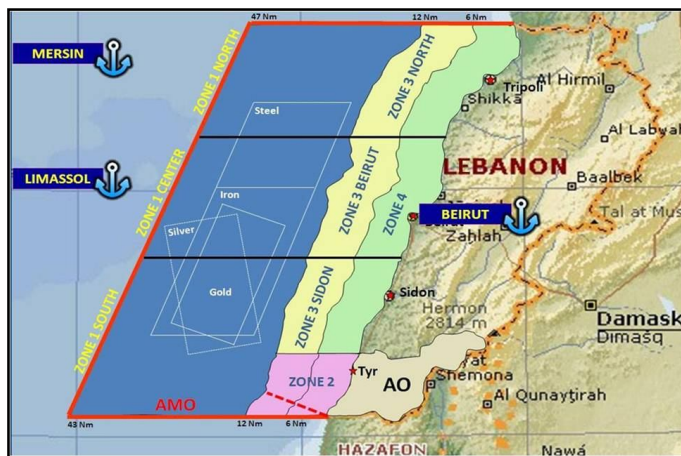 47 Nm
12 Nm
6 Nm
MERSIN
ZONE 1 NORTH
ZONE 3 NORTH
Tripoli
Al Hirmil
Shikkā
Steel
Al Labwah
ZONE 1 CENTER
ZONE 3 BEIRUT
LEBANON
LIMASSOL
Baalbek
Iron
ZONE 4
BEIRUT
Tal at Mus
Zahlah
Silver
Gold
Sidon
ZONE 3 SIDON
Hermon
2814 m
ZONE 1 SOUTH
Damask
Dimašq
Tyr
ZONE 2
AO
Shemona
Al Qunayţirah
AMO
43 Nm
12 Nm
6 Nm
HAZAFON
Nawá